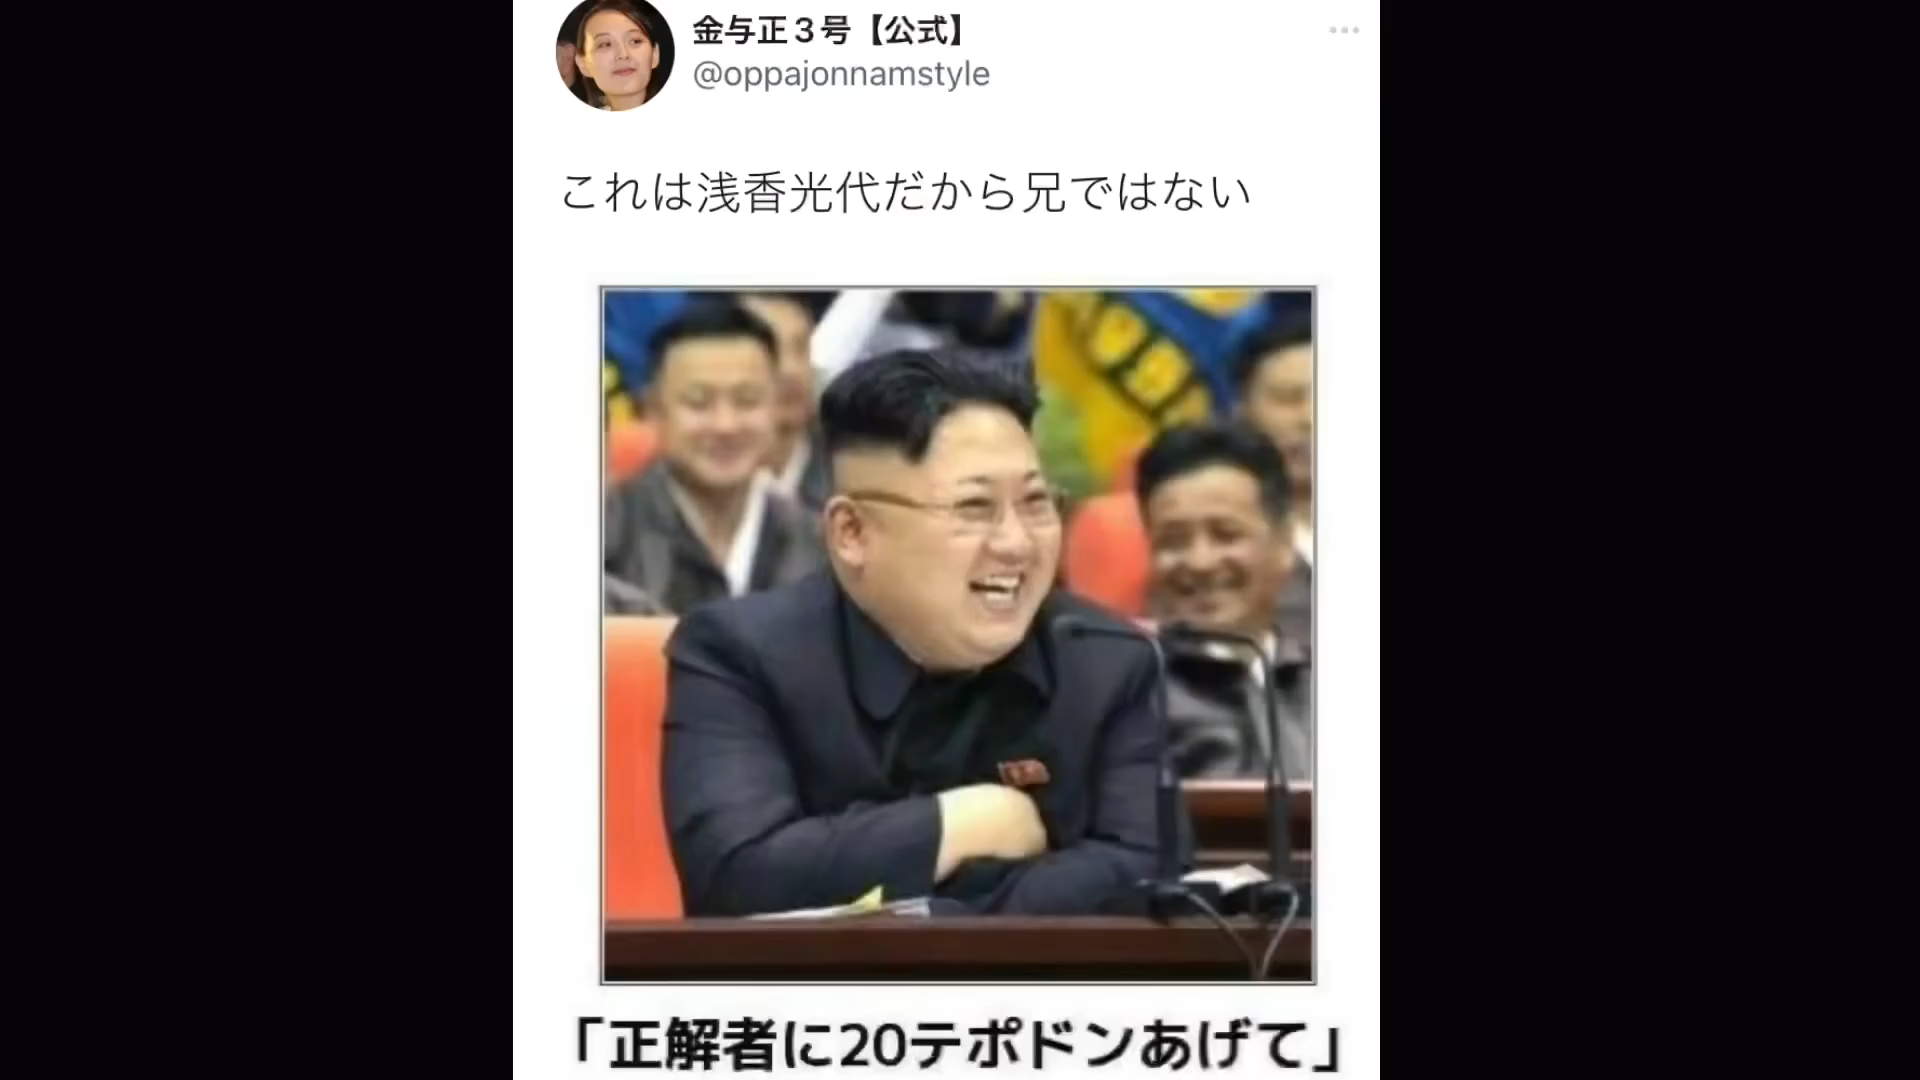 金与正３号【公式】
@oppajonnamstyle
これは浅香光代だから兄ではない
「正解者に20テポドンあげて」